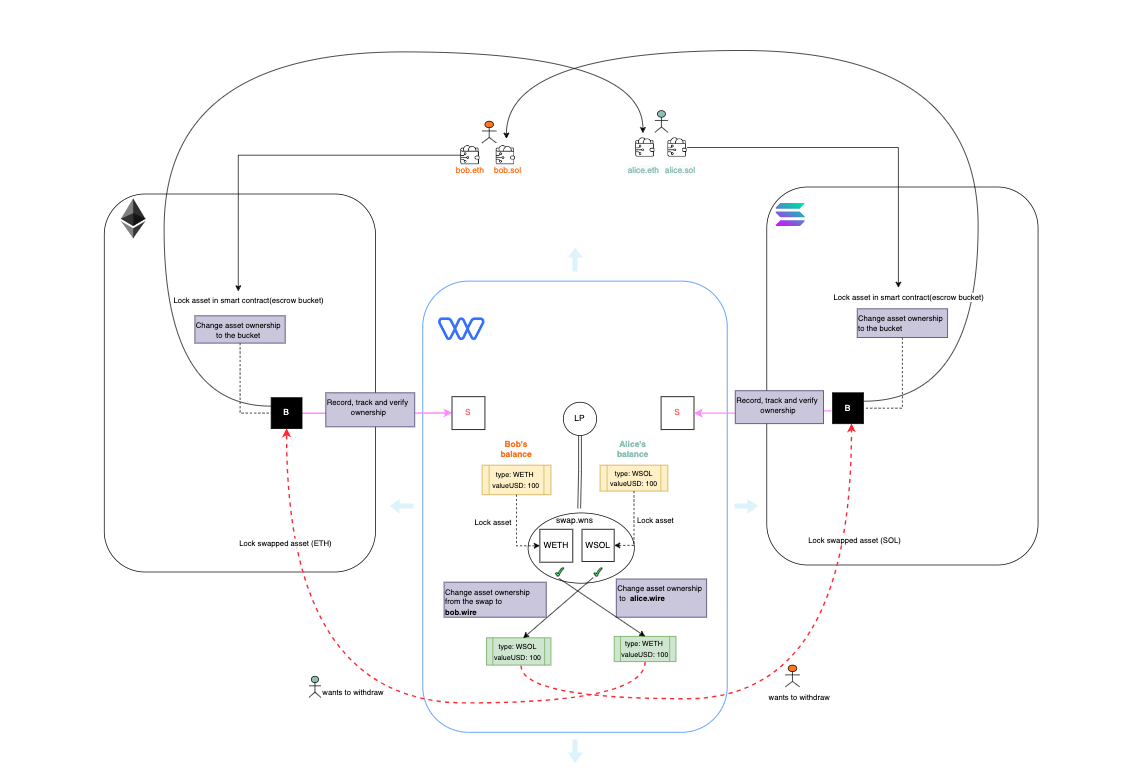 bob.eth bob.sol
alice.eth alice.sol
Lock asset in smart contract(escrow bucket)
Change asset ownership
to the bucket
Lock asset in smart contract(escrow bucket)
Change asset ownership
to the bucket
B
Record, track and verify
ownership
S
LP
S
Record, track and verify
ownership
B
Bob's
balance
Alice's
balance
type: WETH
valueUSD: 100
type: WSOL
valueUSD: 100
Lock asset
swap.wns
Lock asset
WETH
WSOL
Lock swapped asset (ETH)
Lock swapped asset (SOL)
Change asset ownership
from the swap to
bob.wire
Change asset ownership
to alice.wire
type: WSOL
valueUSD: 100
type: WETH
valueUSD: 100
wants to withdraw
wants to withdraw